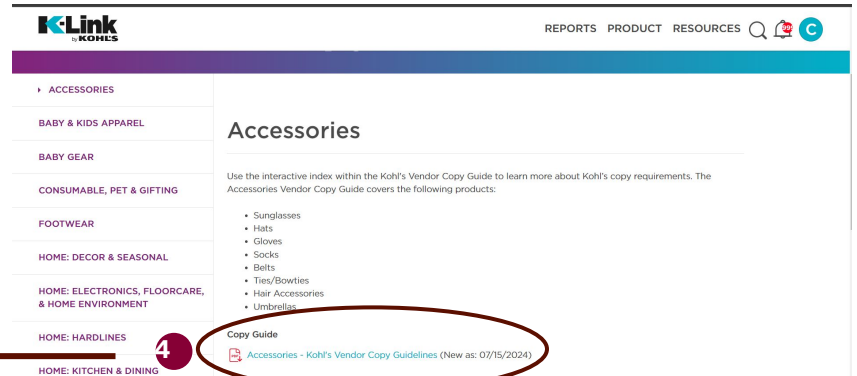 K-Link
by KOHL'S
REPORTS PRODUCT RESOURCES
C
ACCESSORIES
BABY & KIDS APPAREL
BABY GEAR
CONSUMABLE, PET & GIFTING
FOOTWEAR
HOME: DECOR & SEASONAL
HOME: ELECTRONICS, FLOORCARE,
& HOME ENVIRONMENT
HOME: HARDLINES
HOME: KITCHEN & DINING
Accessories
Use the interactive index within the Kohl's Vendor Copy Guide to learn more about Kohl's copy requirements. The
Accessories Vendor Copy Guide covers the following products:
• Sunglasses
• Hats
• Gloves
• Socks
• Belts
• Ties/Bowties
• Hair Accessories
• Umbrellas
Copy Guide
4
Accessories - Kohl's Vendor Copy Guidelines (New as: 07/15/2024)